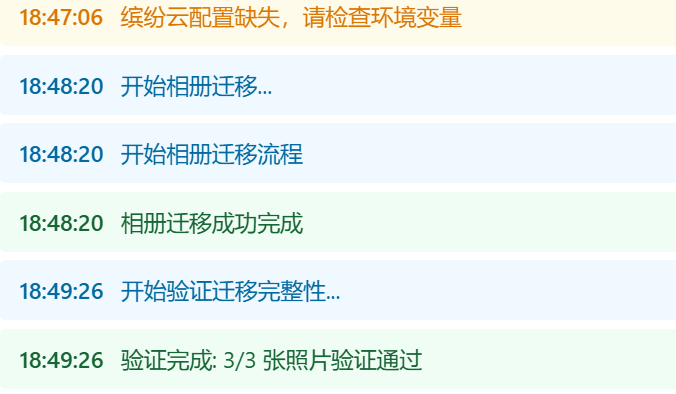 18:47:06 缤纷云配置缺失，请检查环境变量
18:48:20 开始相册迁移...
18:48:20 开始相册迁移流程
18:48:20 相册迁移成功完成
18:49:26 开始验证迁移完整性...
18:49:26 验证完成: 3/3 张照片验证通过